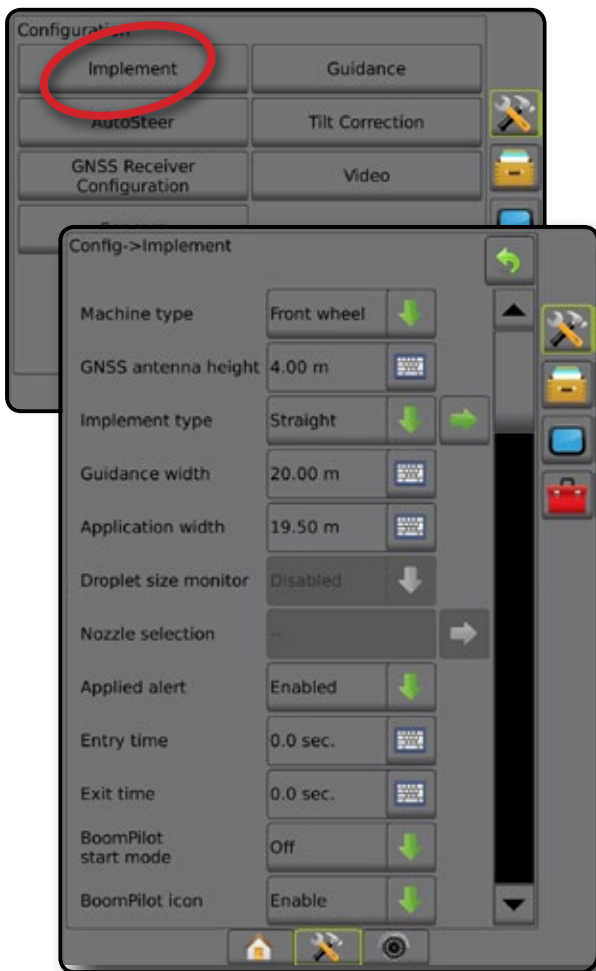 Configuration
Implement
Guidance
AutoSteer
Tilt Correction
GNSS Receiver
Configuration
Video
Config->Implement
Machine type
Front wheel
GNSS antenna height
4.00 m
Implement type
Straight
Guidance width
20.00 m
Application width
19.50 m
Droplet size monitor
Disabled
Nozzle selection
--
Applied alert
Enabled
Entry time
0.0 sec.
Exit time
0.0 sec.
BoomPilot
start mode
Off
BoomPilot icon
Enable